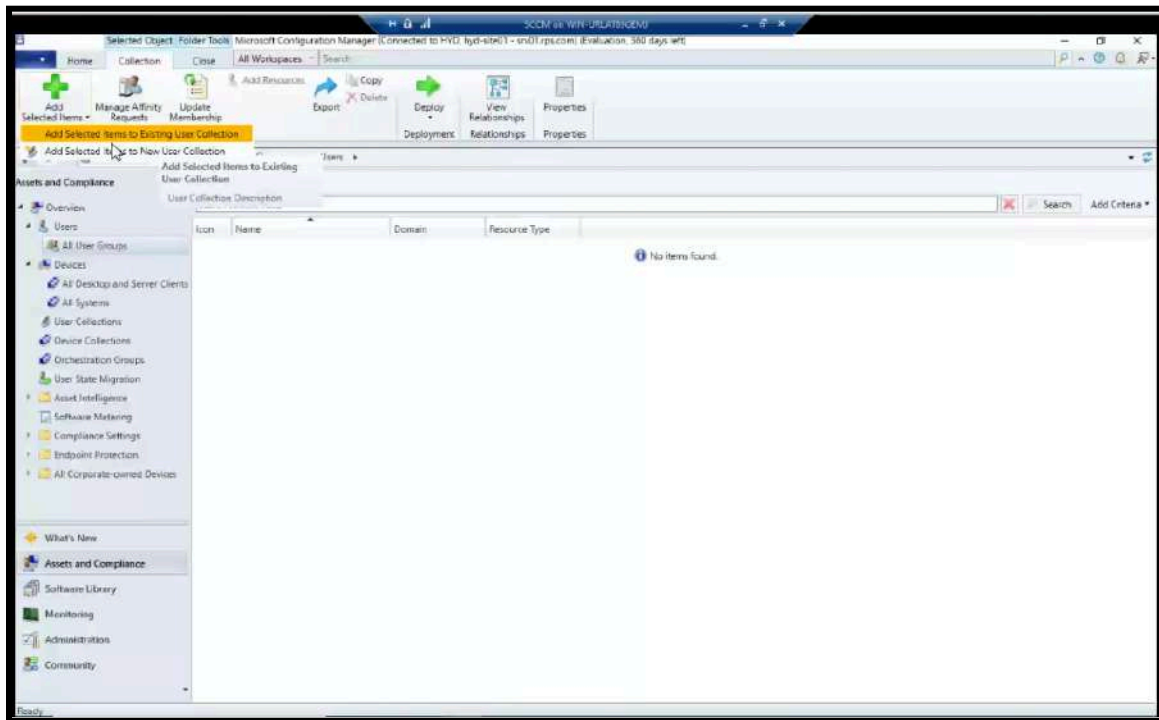 SCCM on WIN-
Selected Object Folder Tools Microsoft Configuration Manager (Connected to HYD, hyd-site01 - sn01.rps.com) (Evaluation, 360 days left)
Home Collection Close All Workspaces Search
Add Selected Items
Manage Affinity Requests
Update Membership
Add Resources
Export
Copy
Delete
Deploy
View Relationships
Properties
Deployment Relationships Properties
Add Selected Items to Existing User Collection
Add Selected Items to New User Collection
Add Selected Items to Existing
User Collection
User Collection Description
Assets and Compliance
Search Add Criteria
Overview
Users
All User Groups
Devices
All Desktop and Server Clients
All Systems
User Collections
Device Collections
Orchestration Groups
User State Migration
Asset Intelligence
Software Metering
Compliance Settings
Endpoint Protection
All Corporate-owned Devices
Icon Name Domain Resource Type
No items found.
What's New
Assets and Compliance
Software Library
Monitoring
Administration
Community
Ready